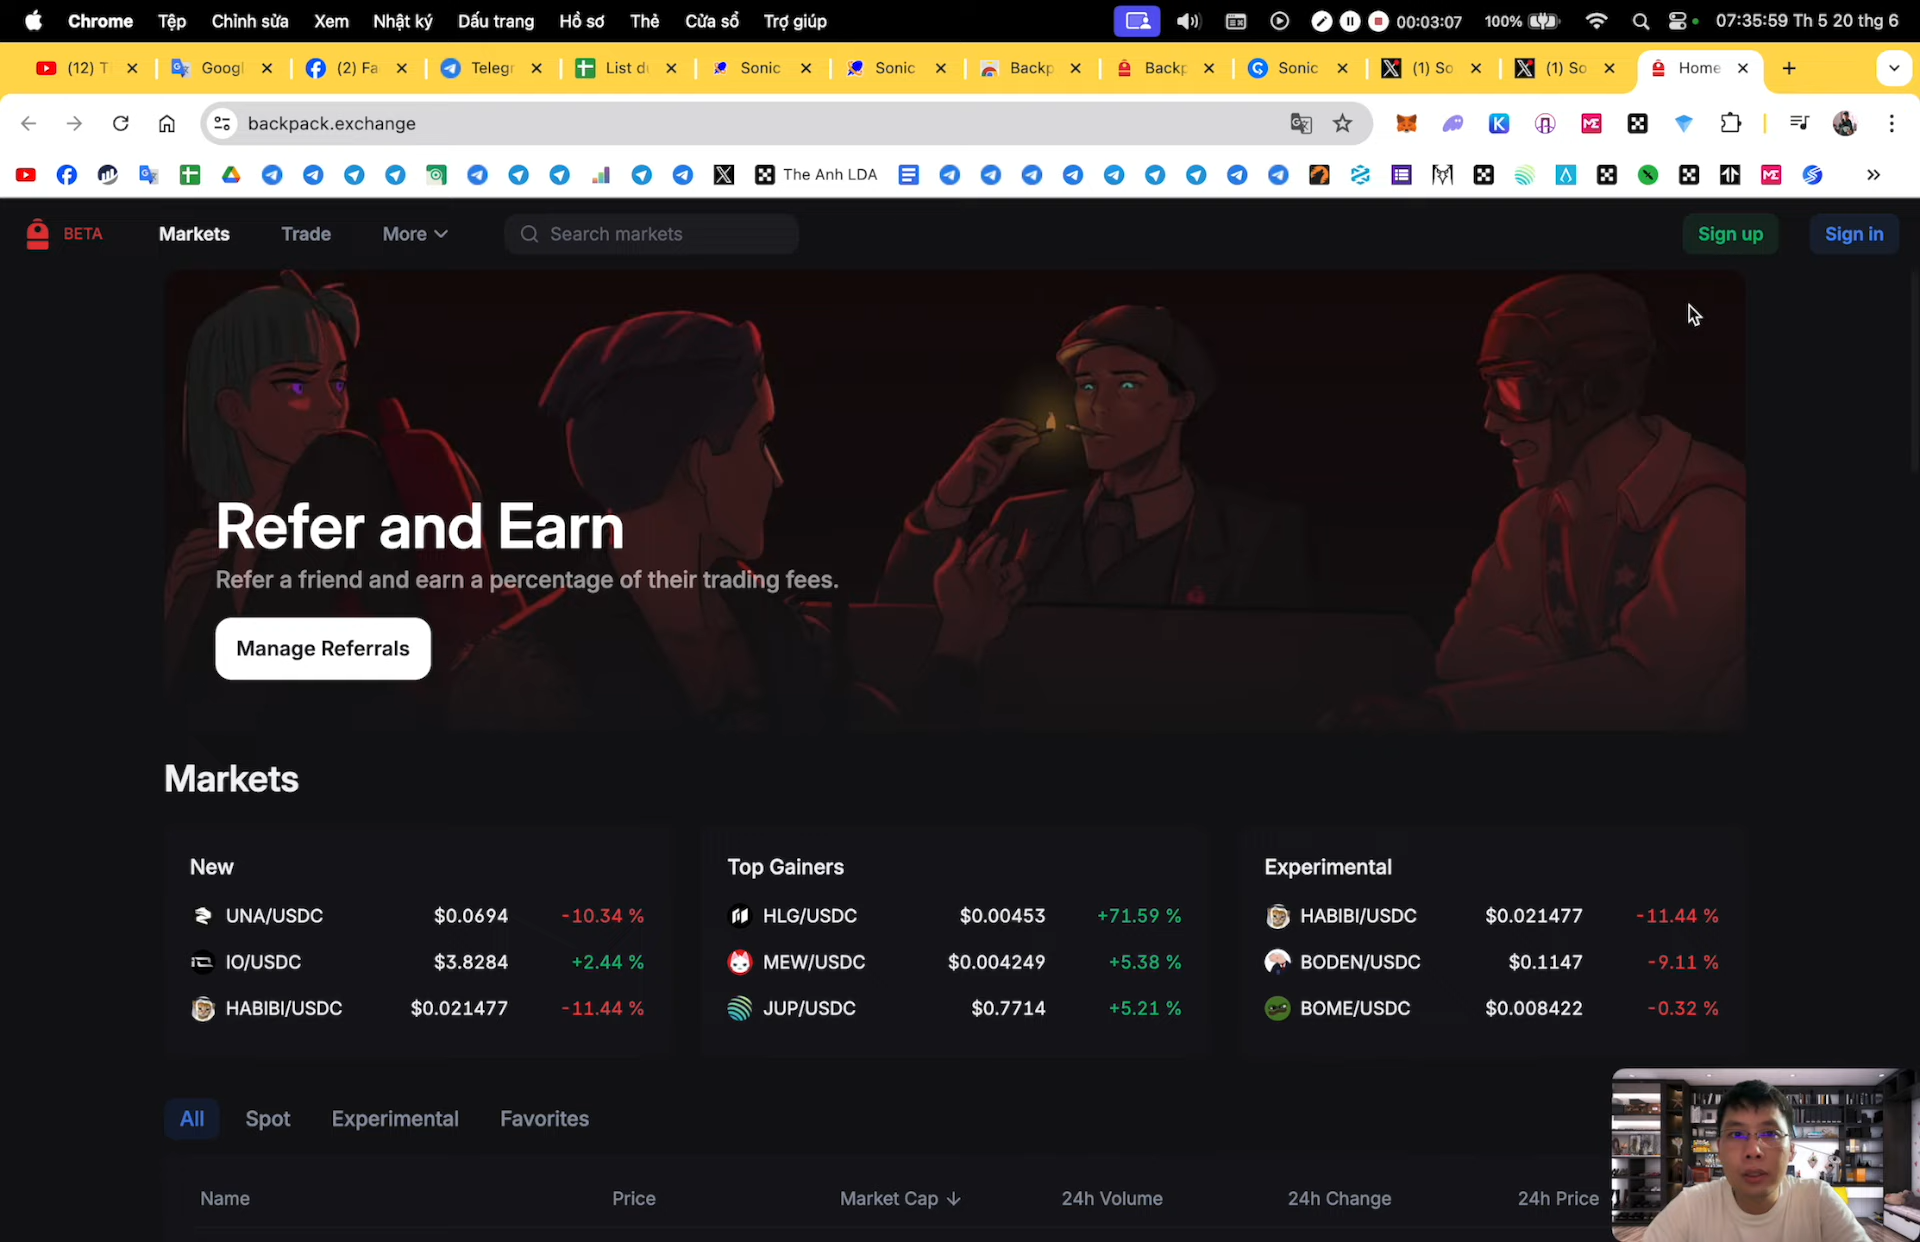 Chrome Tệp Chỉnh sửa Xem Nhật ký Dấu trang Hồ sơ Thẻ Cửa sổ Trợ giúp 00:03:07 100% 07:35:59 Th 5 20 thg 6
(12) T Googl (2) Fa Telegr List dụ Sonic Sonic Backp Backp Sonic (1) So (1) So Home
backpack.exchange
The Anh LDA
BETA Markets Trade More Search markets Sign up Sign in
Refer and Earn
Refer a friend and earn a percentage of their trading fees.
Manage Referrals
Markets
New Top Gainers Experimental
UNA/USDC $0.0694 -10.34 % HLG/USDC $0.00453 +71.59 % HABIBI/USDC $0.021477 -11.44 %
IO/USDC $3.8284 +2.44 % MEW/USDC $0.004249 +5.38 % BODEN/USDC $0.1147 -9.11 %
HABIBI/USDC $0.021477 -11.44 % JUP/USDC $0.7714 +5.21 % BOME/USDC $0.008422 -0.32 %
All Spot Experimental Favorites
Name Price Market Cap 24h Volume 24h Change 24h Price